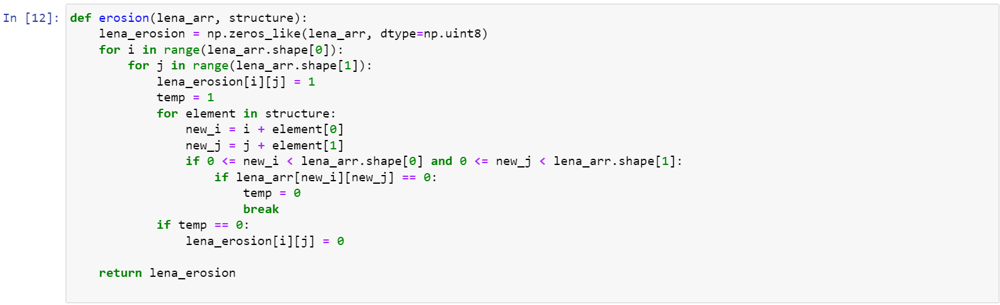 In [12]: def erosion(lena_arr, structure):
    lena_erosion = np.zeros_like(lena_arr, dtype=np.uint8)
    for i in range(lena_arr.shape[0]):
        for j in range(lena_arr.shape[1]):
            lena_erosion[i][j] = 1
            temp = 1
            for element in structure:
                new_i = i + element[0]
                new_j = j + element[1]
                if 0 <= new_i < lena_arr.shape[0] and 0 <= new_j < lena_arr.shape[1]:
                    if lena_arr[new_i][new_j] == 0:
                        temp = 0
                        break
            if temp == 0:
                lena_erosion[i][j] = 0
    return lena_erosion